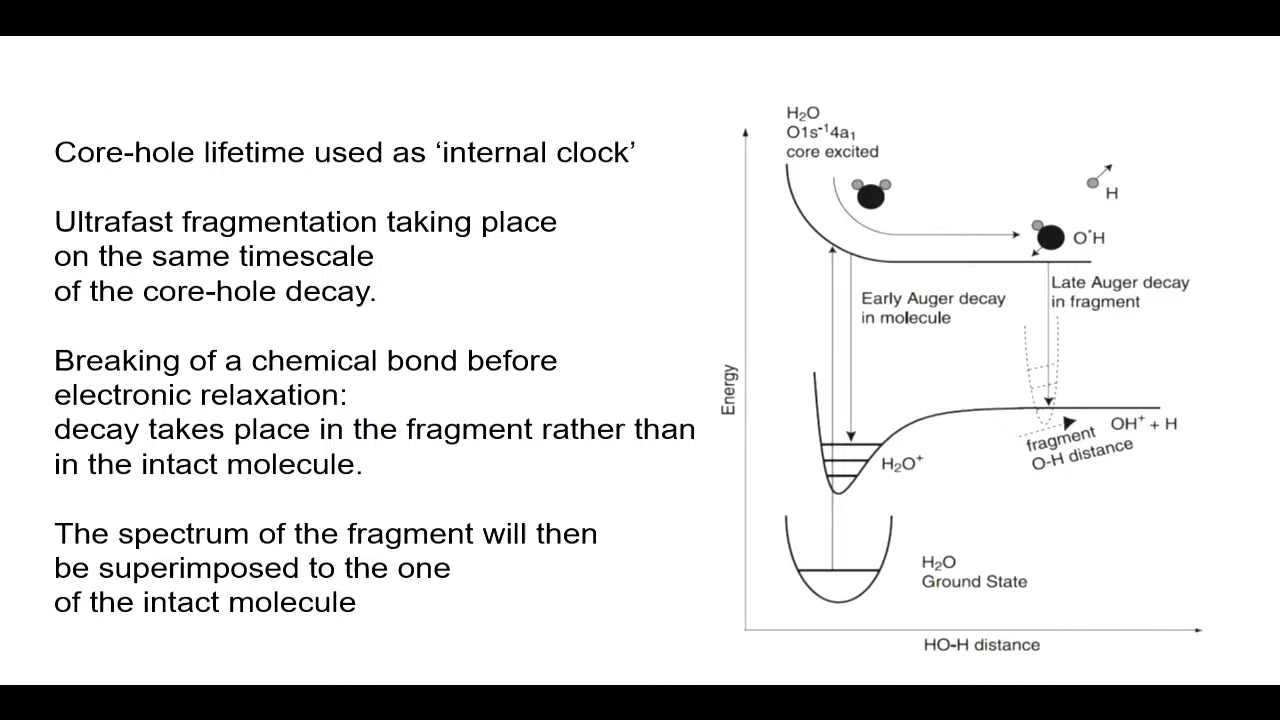 Core-hole lifetime used as ‘internal clock’
Ultrafast fragmentation taking place
on the same timescale
of the core-hole decay.
Breaking of a chemical bond before
electronic relaxation:
decay takes place in the fragment rather than
in the intact molecule.
The spectrum of the fragment will then
be superimposed to the one
of the intact molecule
H₂O
O1s⁻¹4a₁
core excited
H
O*H
Early Auger decay
in molecule
Late Auger decay
in fragment
Energy
OH⁺ + H
fragment
O-H distance
H₂O⁺
H₂O
Ground State
HO-H distance